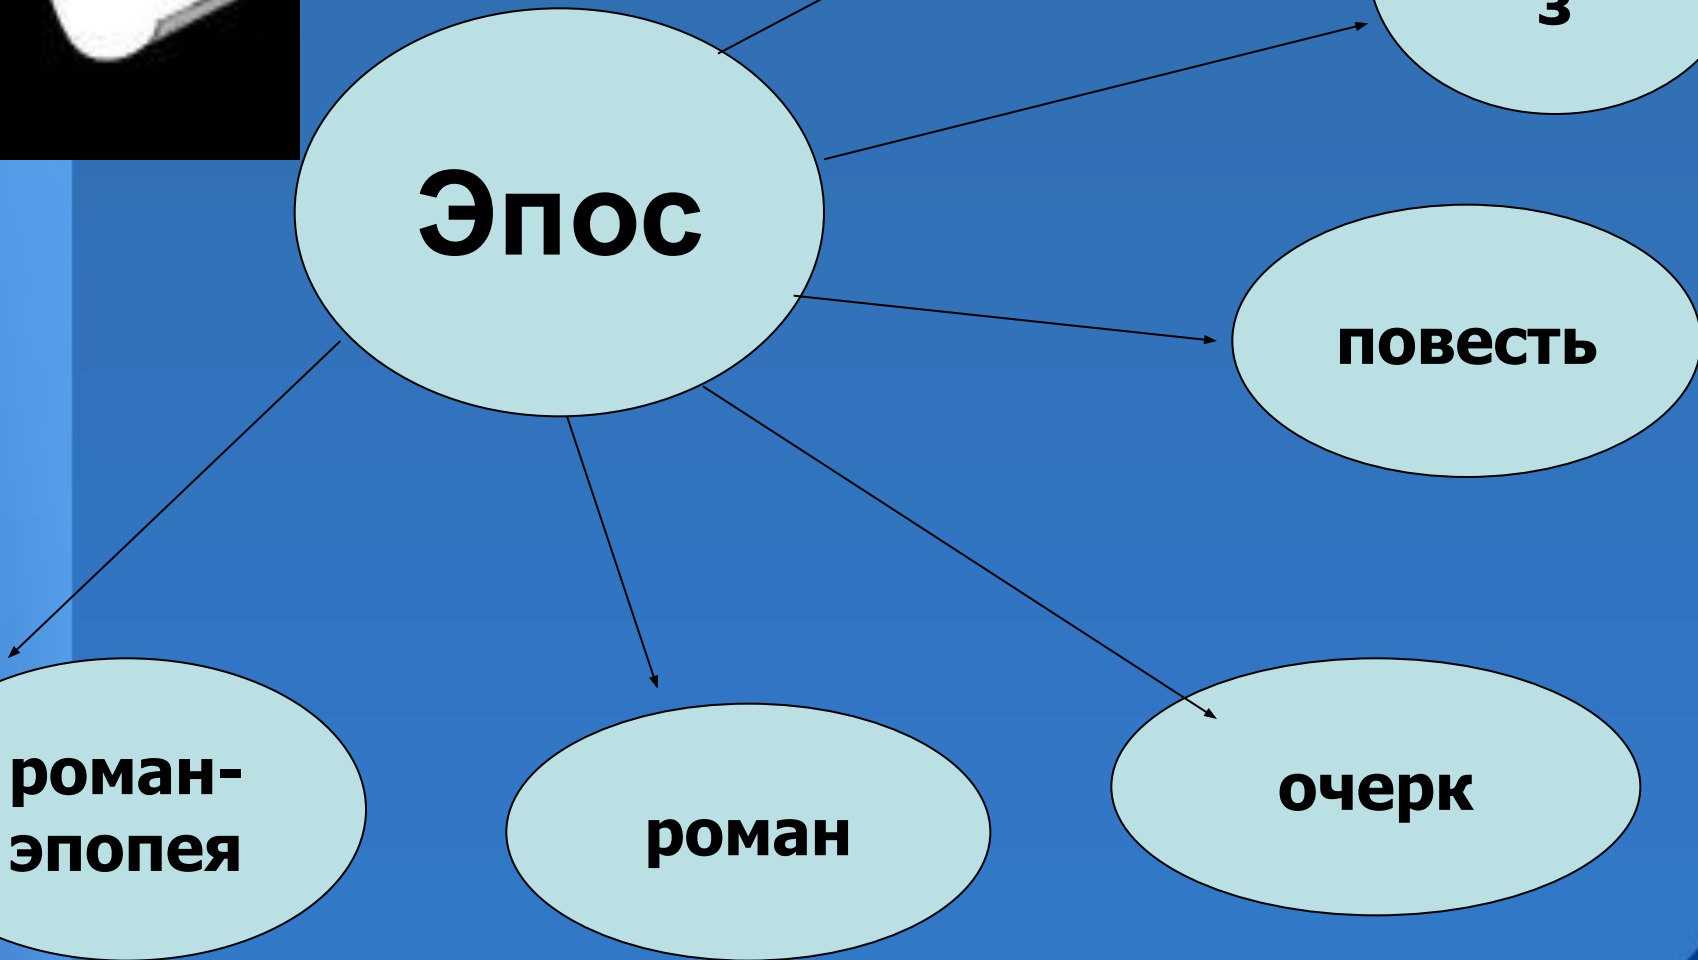 з
Эпос
повесть
роман-
эпопея
роман
очерк